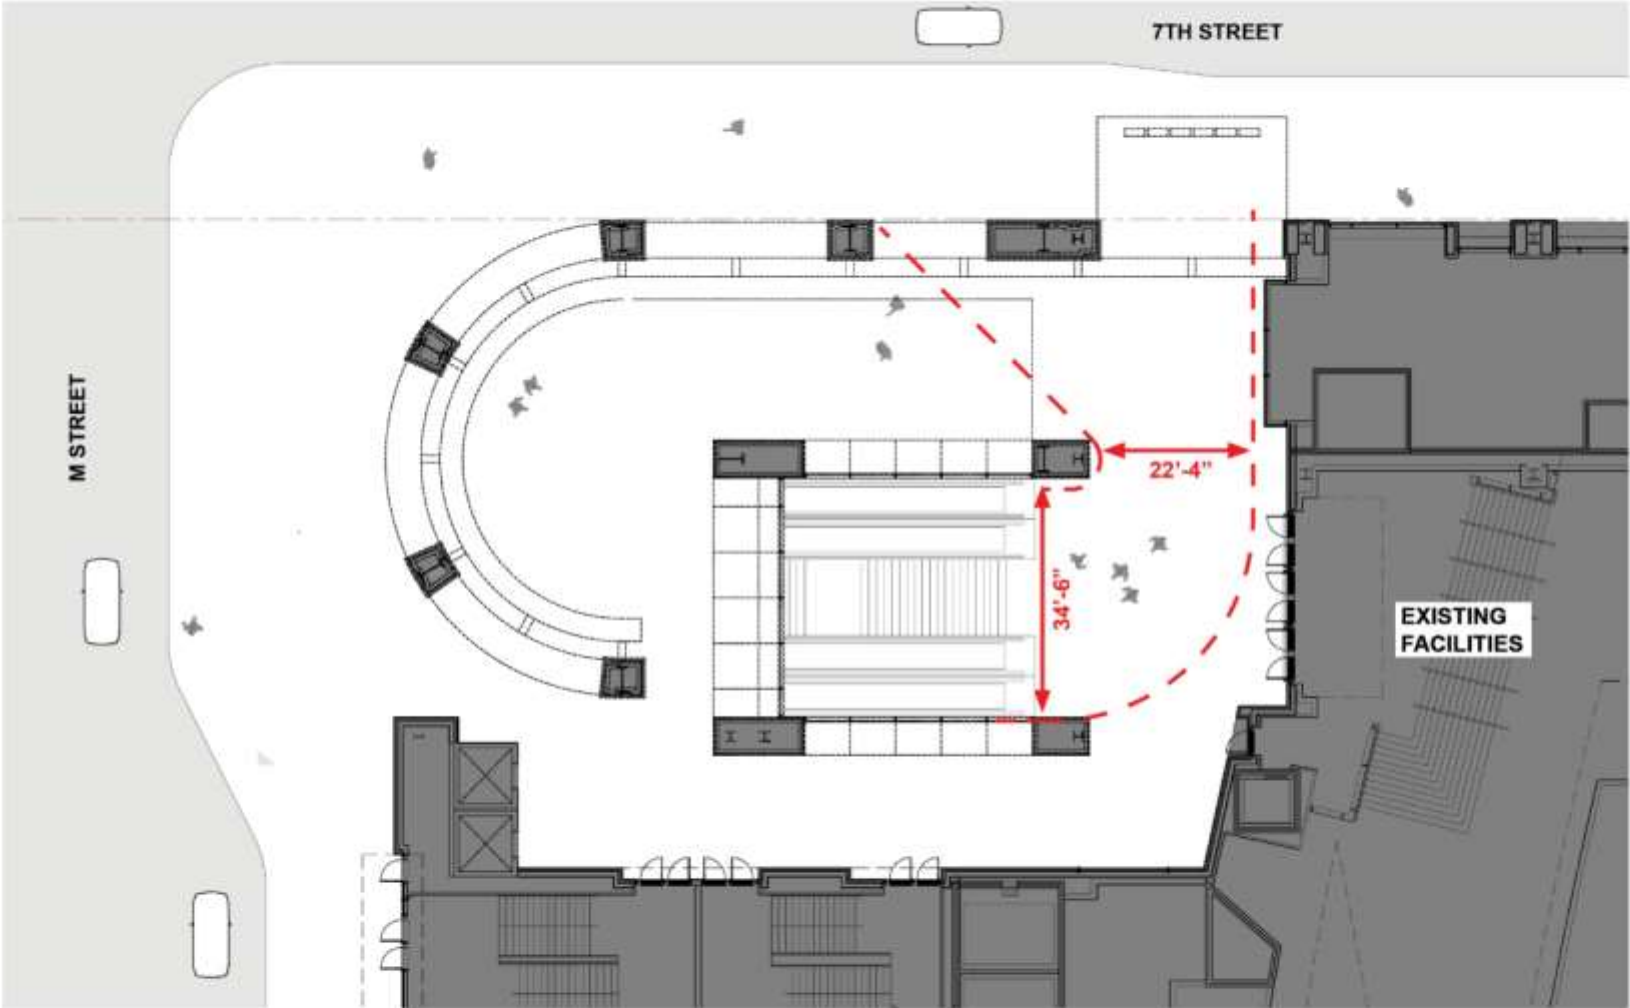 7TH STREET
M STREET
22'-4"
34'-6"
EXISTING
FACILITIES